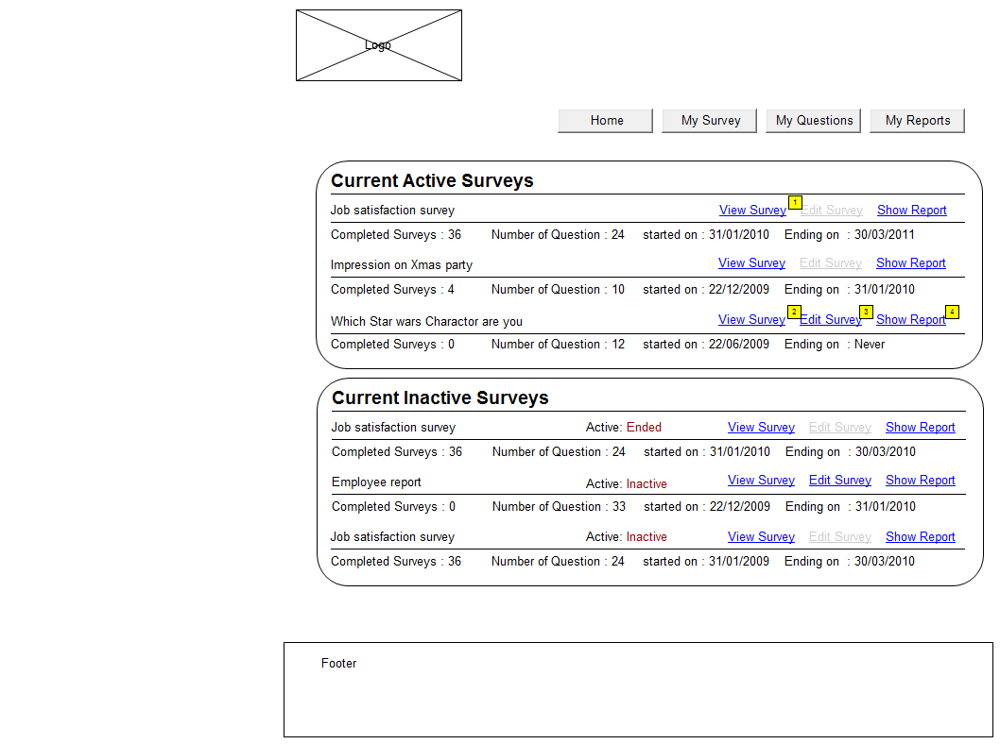 Logo
Home My Survey My Questions My Reports
Current Active Surveys
Job satisfaction survey View Survey 1 Edit Survey Show Report
Completed Surveys : 36 Number of Question : 24 started on : 31/01/2010 Ending on : 30/03/2011
Impression on Xmas party View Survey Edit Survey Show Report
Completed Surveys : 4 Number of Question : 10 started on : 22/12/2009 Ending on : 31/01/2010
Which Star wars Charactor are you View Survey 2 Edit Survey 3 Show Report 4
Completed Surveys : 0 Number of Question : 12 started on : 22/06/2009 Ending on : Never
Current Inactive Surveys
Job satisfaction survey Active: Ended View Survey Edit Survey Show Report
Completed Surveys : 36 Number of Question : 24 started on : 31/01/2010 Ending on : 30/03/2010
Employee report Active: Inactive View Survey Edit Survey Show Report
Completed Surveys : 0 Number of Question : 33 started on : 22/12/2009 Ending on : 31/01/2010
Job satisfaction survey Active: Inactive View Survey Edit Survey Show Report
Completed Surveys : 36 Number of Question : 24 started on : 31/01/2009 Ending on : 30/03/2010
Footer